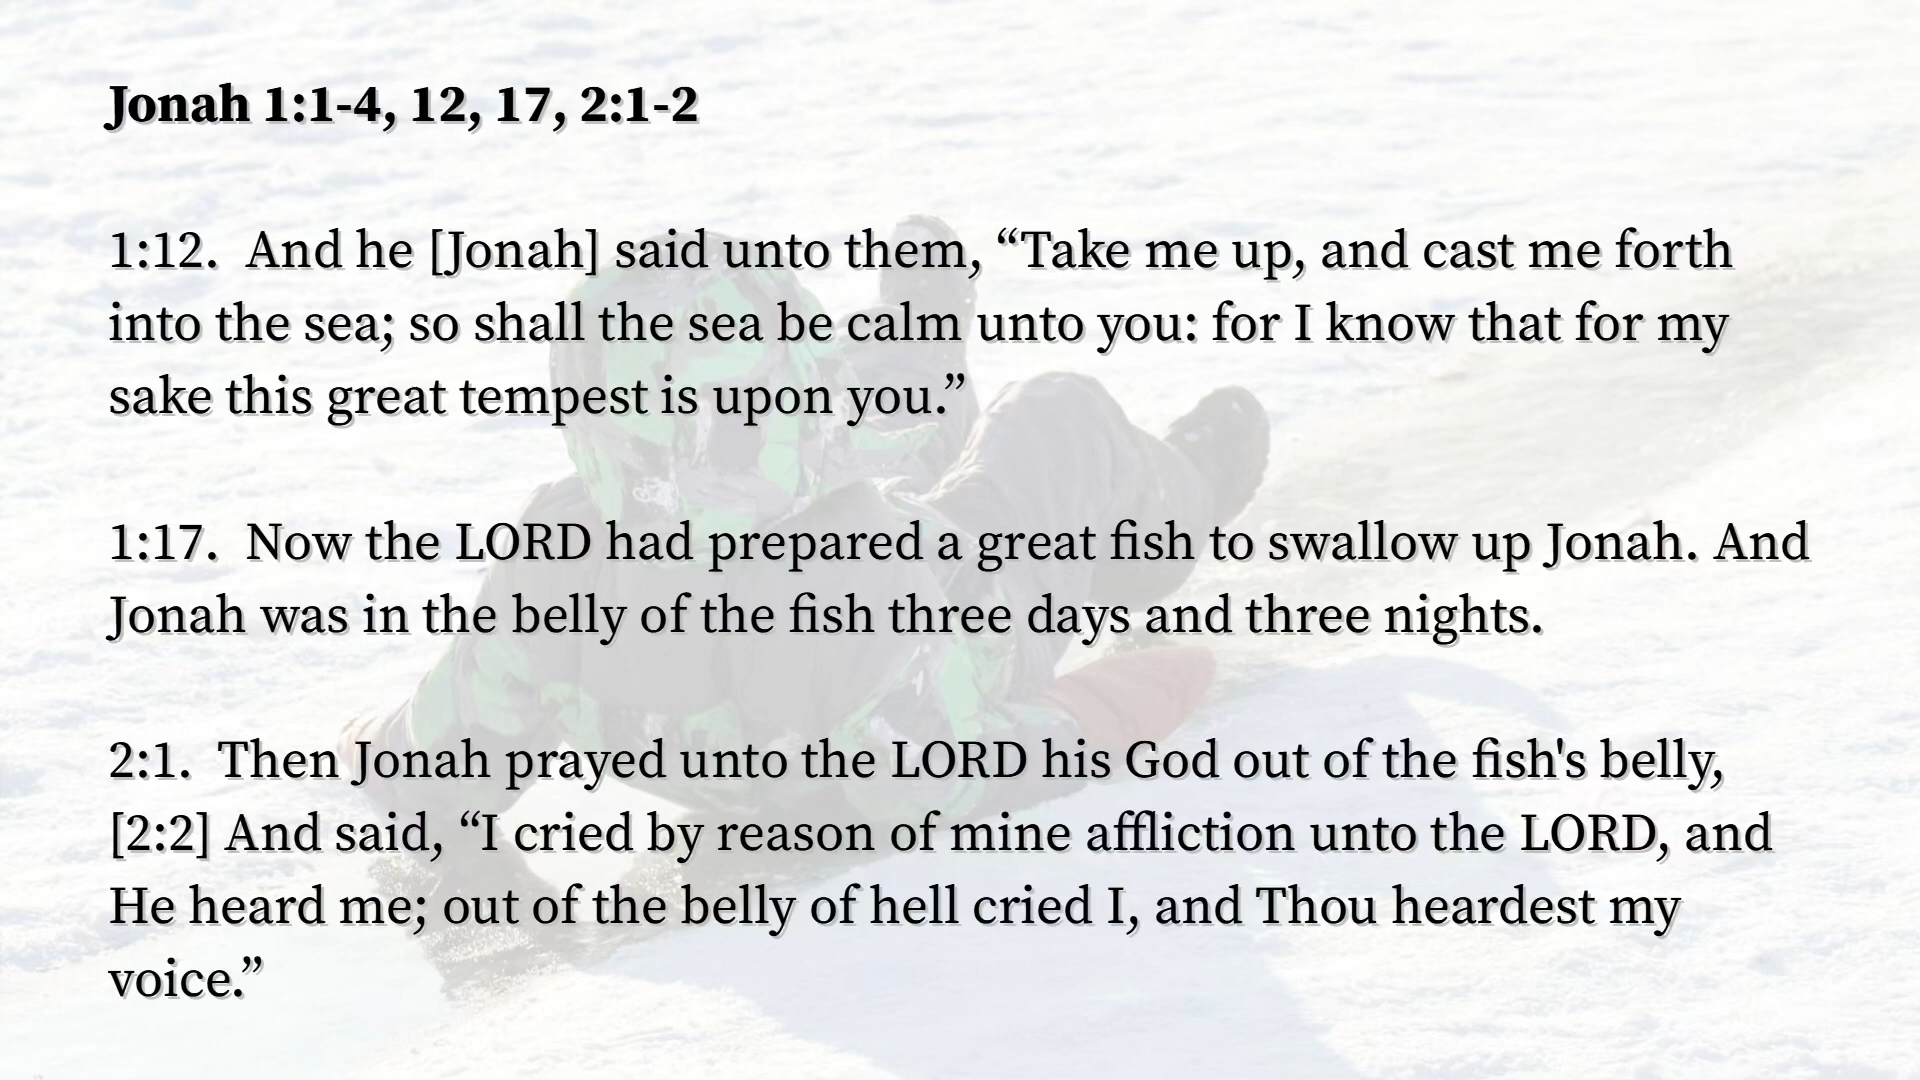 Jonah 1:1-4, 12, 17, 2:1-2
1:12.  And he [Jonah] said unto them, “Take me up, and cast me forth
into the sea; so shall the sea be calm unto you: for I know that for my
sake this great tempest is upon you.”
1:17.  Now the LORD had prepared a great fish to swallow up Jonah. And
Jonah was in the belly of the fish three days and three nights.
2:1.  Then Jonah prayed unto the LORD his God out of the fish's belly,
[2:2] And said, “I cried by reason of mine affliction unto the LORD, and
He heard me; out of the belly of hell cried I, and Thou heardest my
voice.”